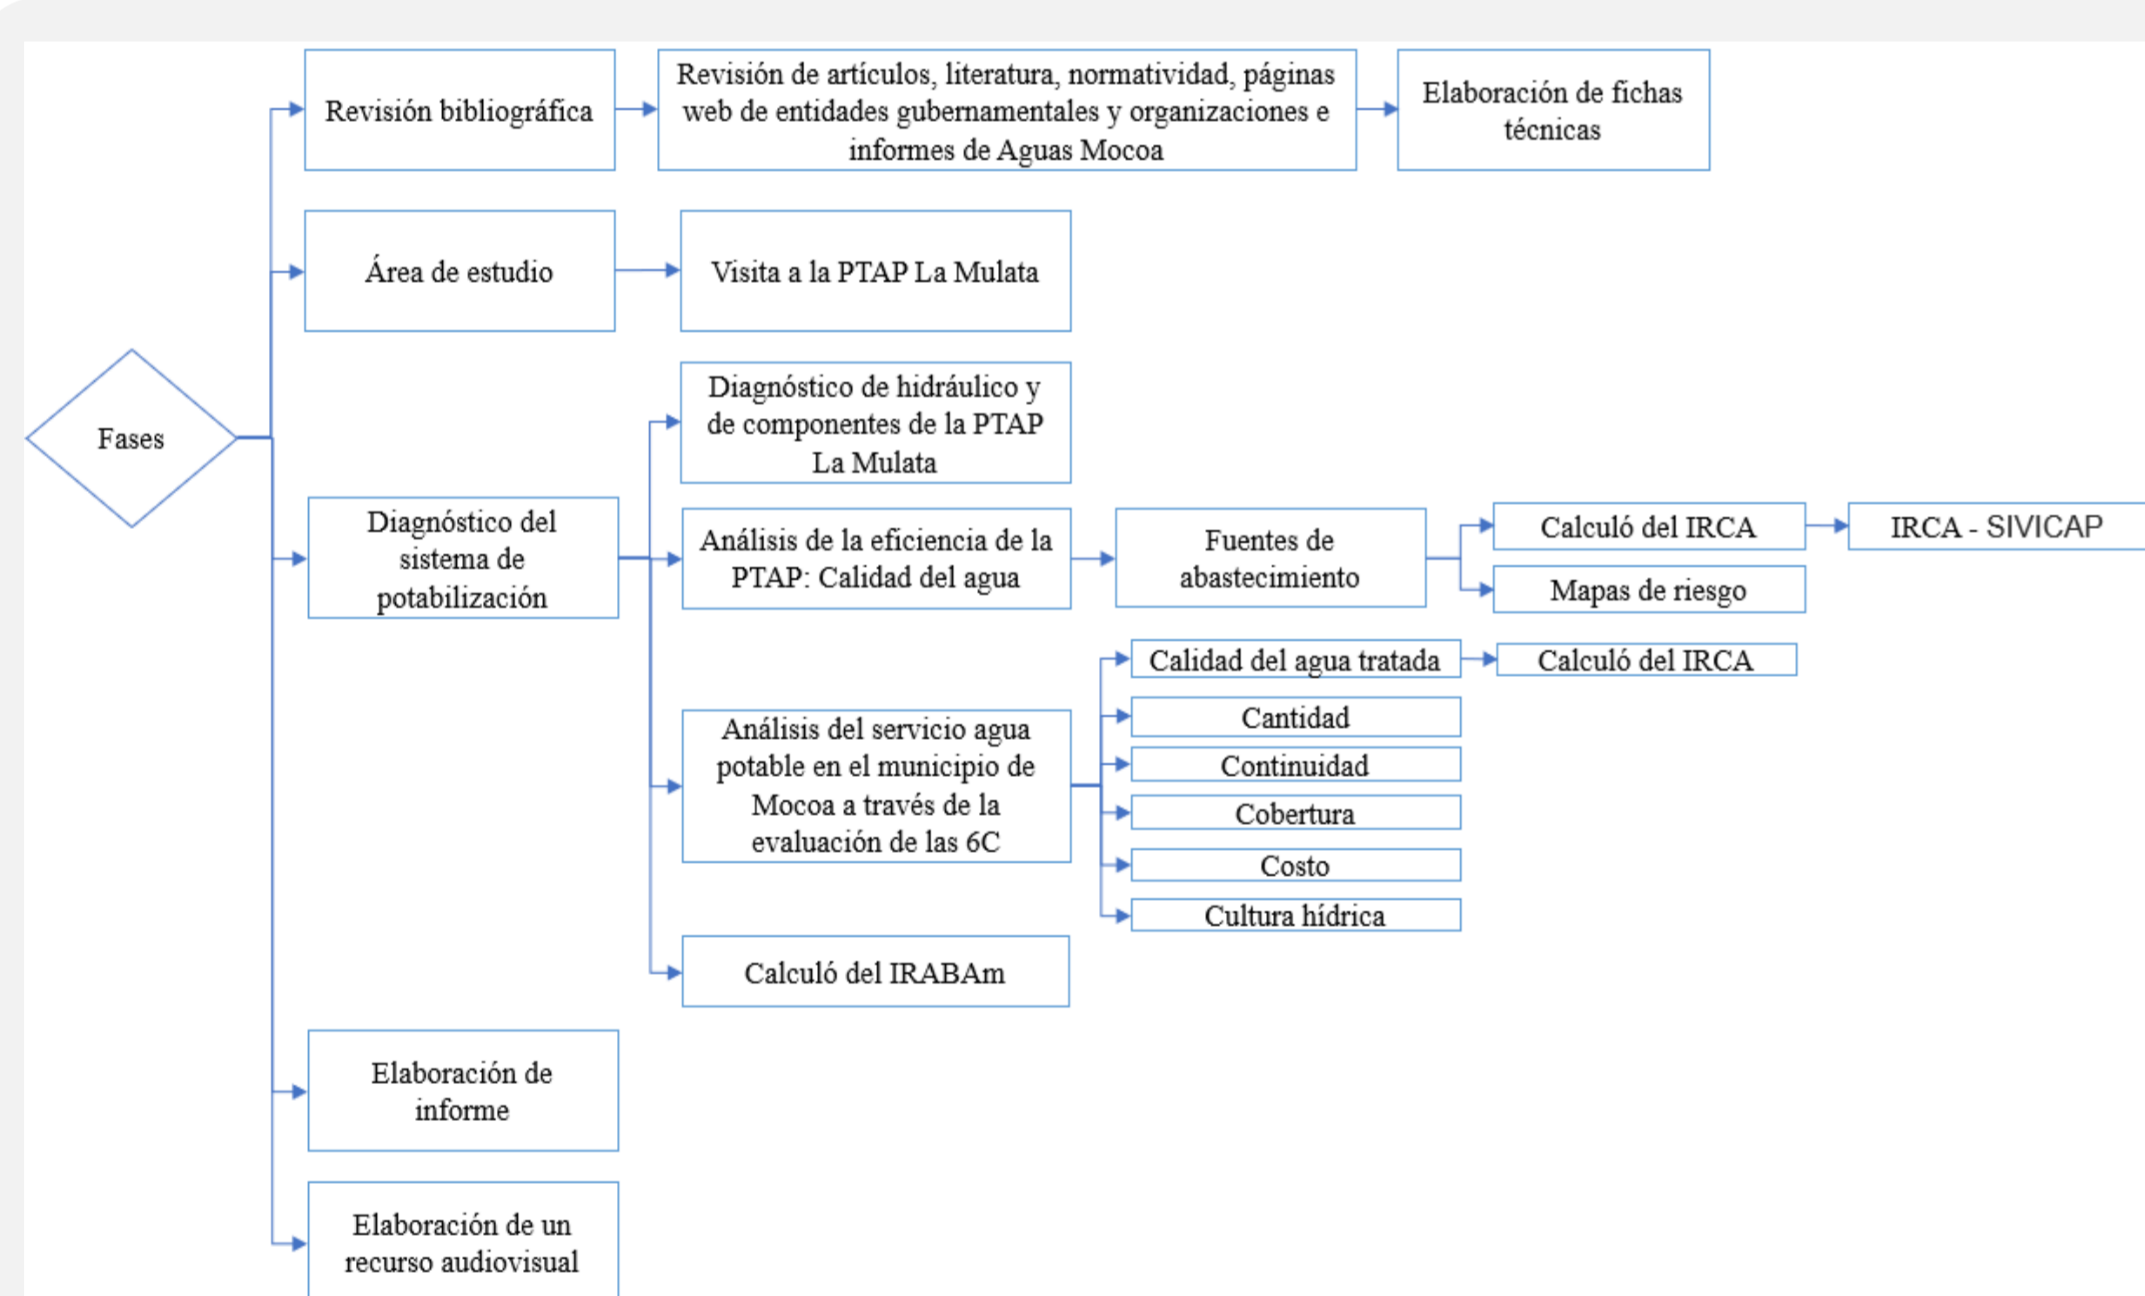 Revisión bibliográfica
Revisión de artículos, literatura, normatividad, páginas
web de entidades gubernamentales y organizaciones e
informes de Aguas Mocoa
Elaboración de fichas
técnicas
Área de estudio
Visita a la PTAP La Mulata
Fases
Diagnóstico del
sistema de
potabilización
Diagnóstico de hidráulico y
de componentes de la PTAP
La Mulata
Análisis de la eficiencia de la
PTAP: Calidad del agua
Fuentes de
abastecimiento
Calculó del IRCA
IRCA - SIVICAP
Mapas de riesgo
Análisis del servicio agua
potable en el municipio de
Mocoa a través de la
evaluación de las 6C
Calidad del agua tratada
Calculó del IRCA
Cantidad
Continuidad
Cobertura
Costo
Cultura hídrica
Calculó del IRABAm
Elaboración de
informe
Elaboración de un
recurso audiovisual